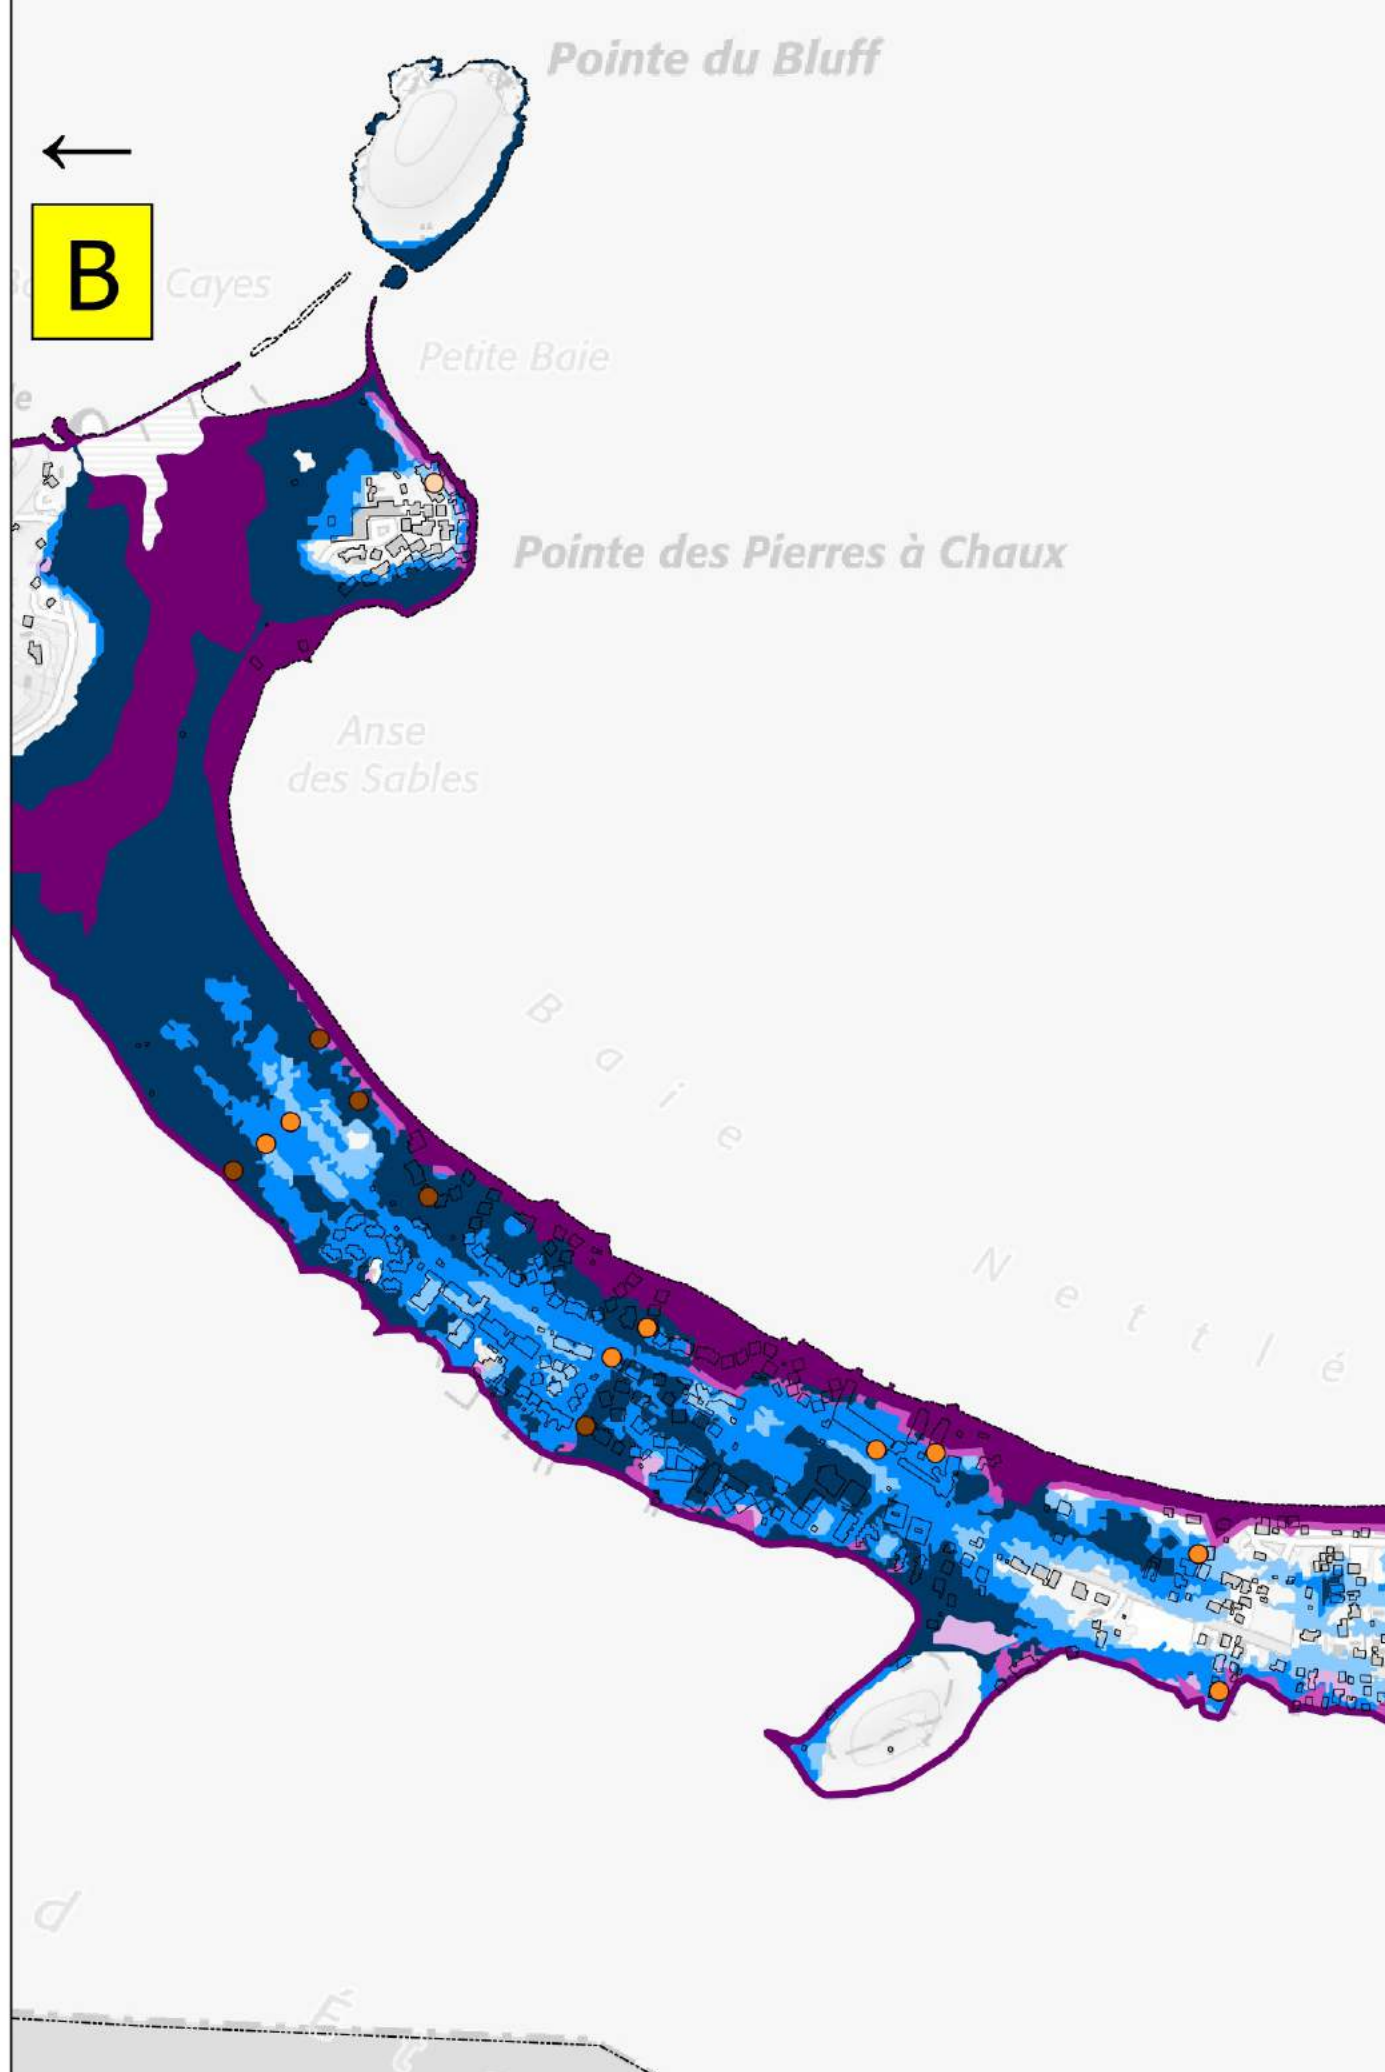 Pointe du Bluff
B
Cayes
Petite Baie
Pointe des Pierres à Chaux
Anse
des Sables
Baie
Nettlé
d
É